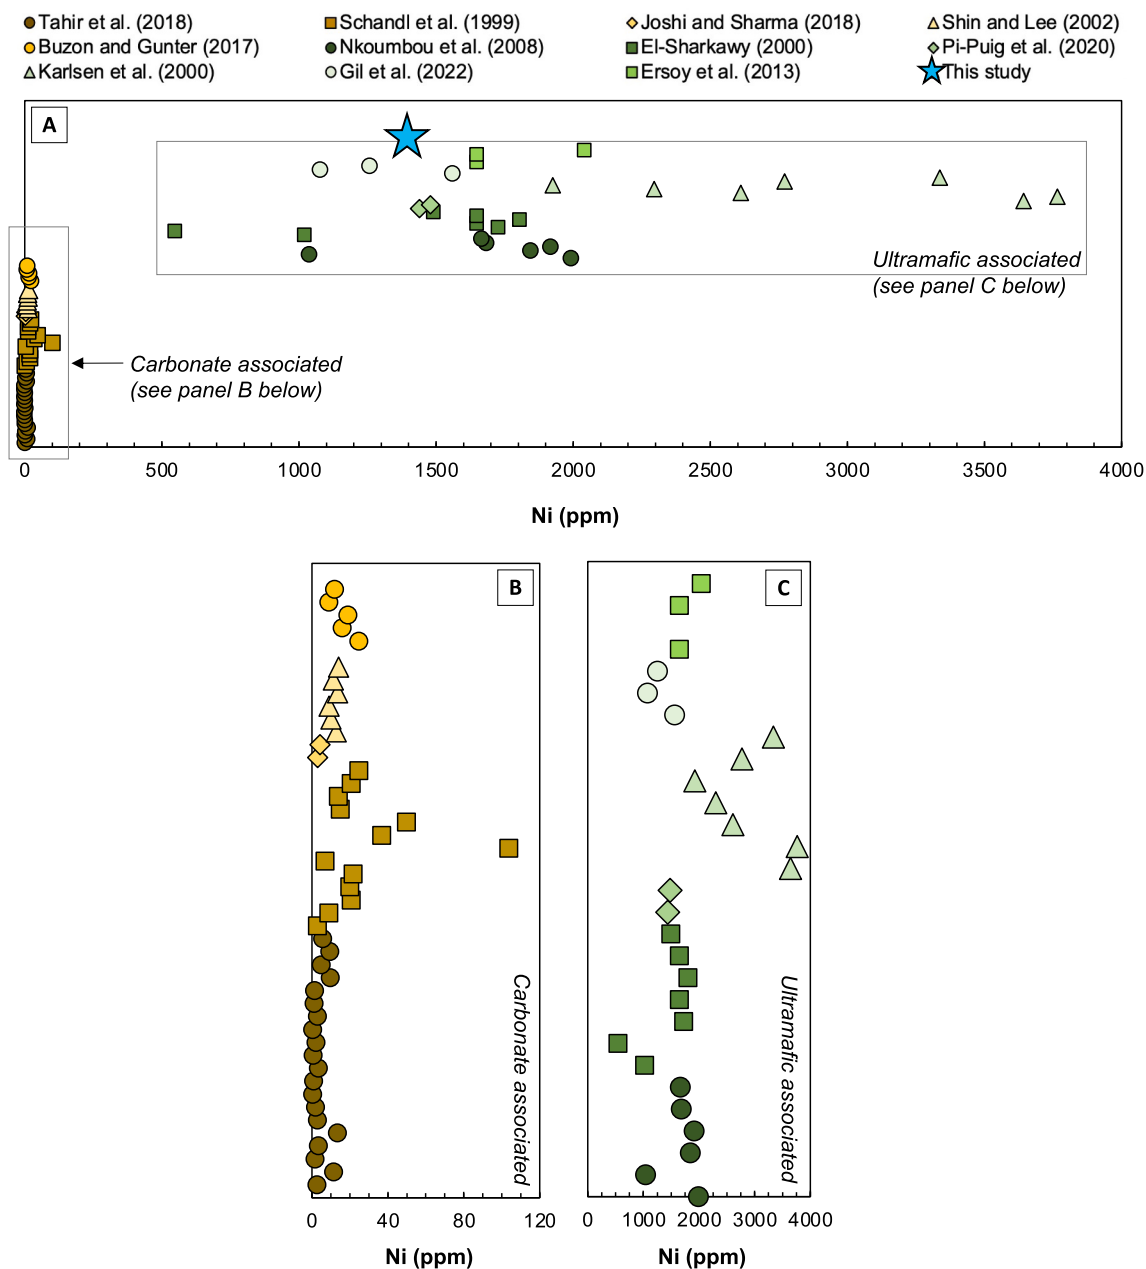 Tahir et al. (2018) Schandl et al. (1999) Joshi and Sharma (2018) Shin and Lee (2002)
Buzon and Gunter (2017) Nkoumbou et al. (2008) El-Sharkawy (2000) Pi-Puig et al. (2020)
Karlsen et al. (2000) Gil et al. (2022) Ersoy et al. (2013) This study
A
Ultramafic associated
(see panel C below)
Carbonate associated
(see panel B below)
0 500 1000 1500 2000 2500 3000 3500 4000
Ni (ppm)
B
Carbonate associated
0 40 80 120
Ni (ppm)
C
Ultramafic associated
0 1000 2000 3000 4000
Ni (ppm)